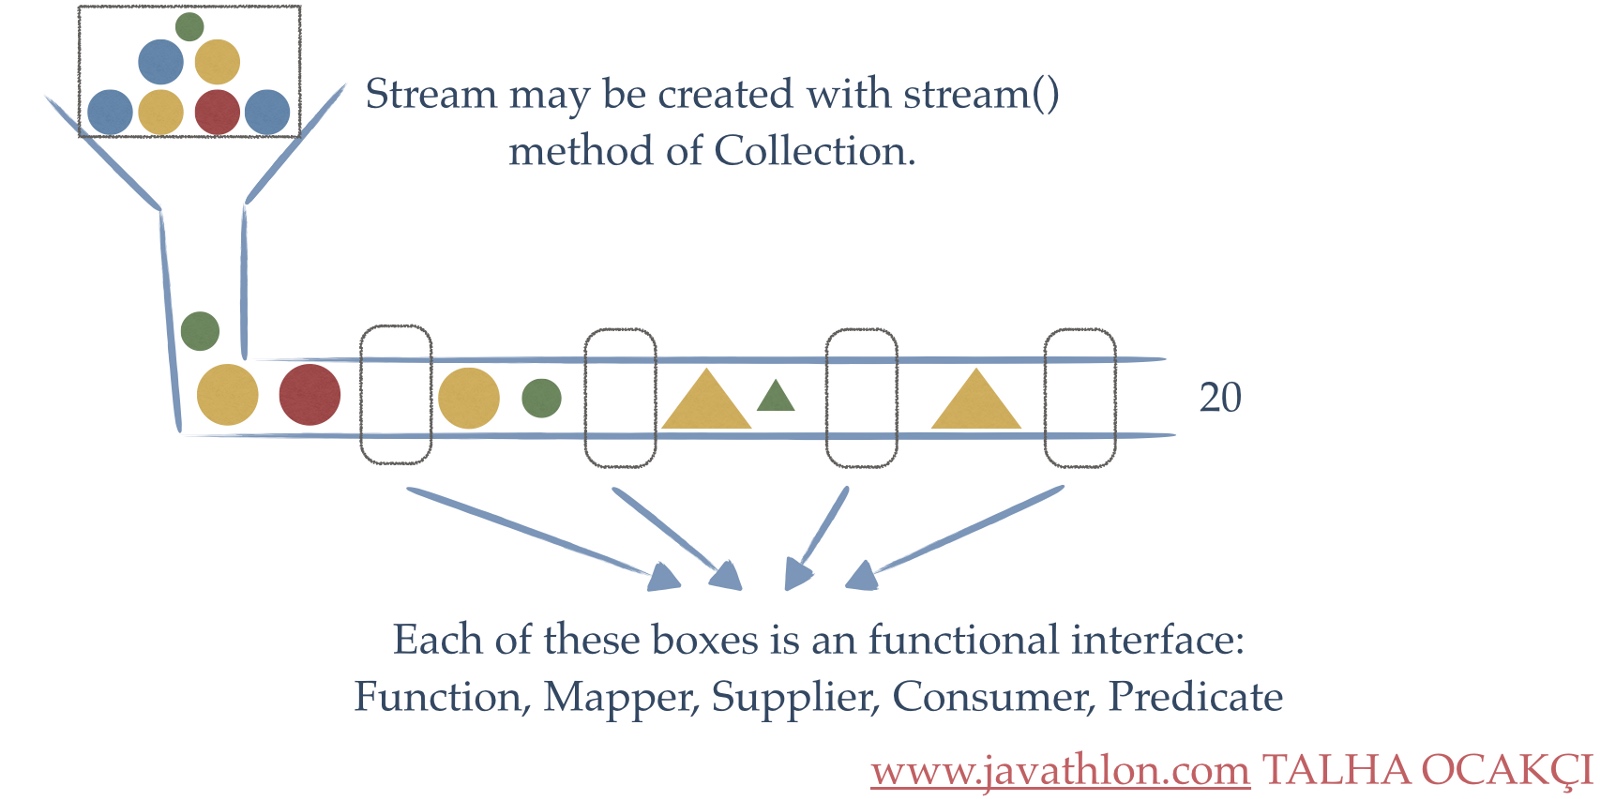 Stream may be created with stream()
method of Collection.
20
Each of these boxes is an functional interface:
Function, Mapper, Supplier, Consumer, Predicate
www.javathlon.com TALHA OCAKÇI